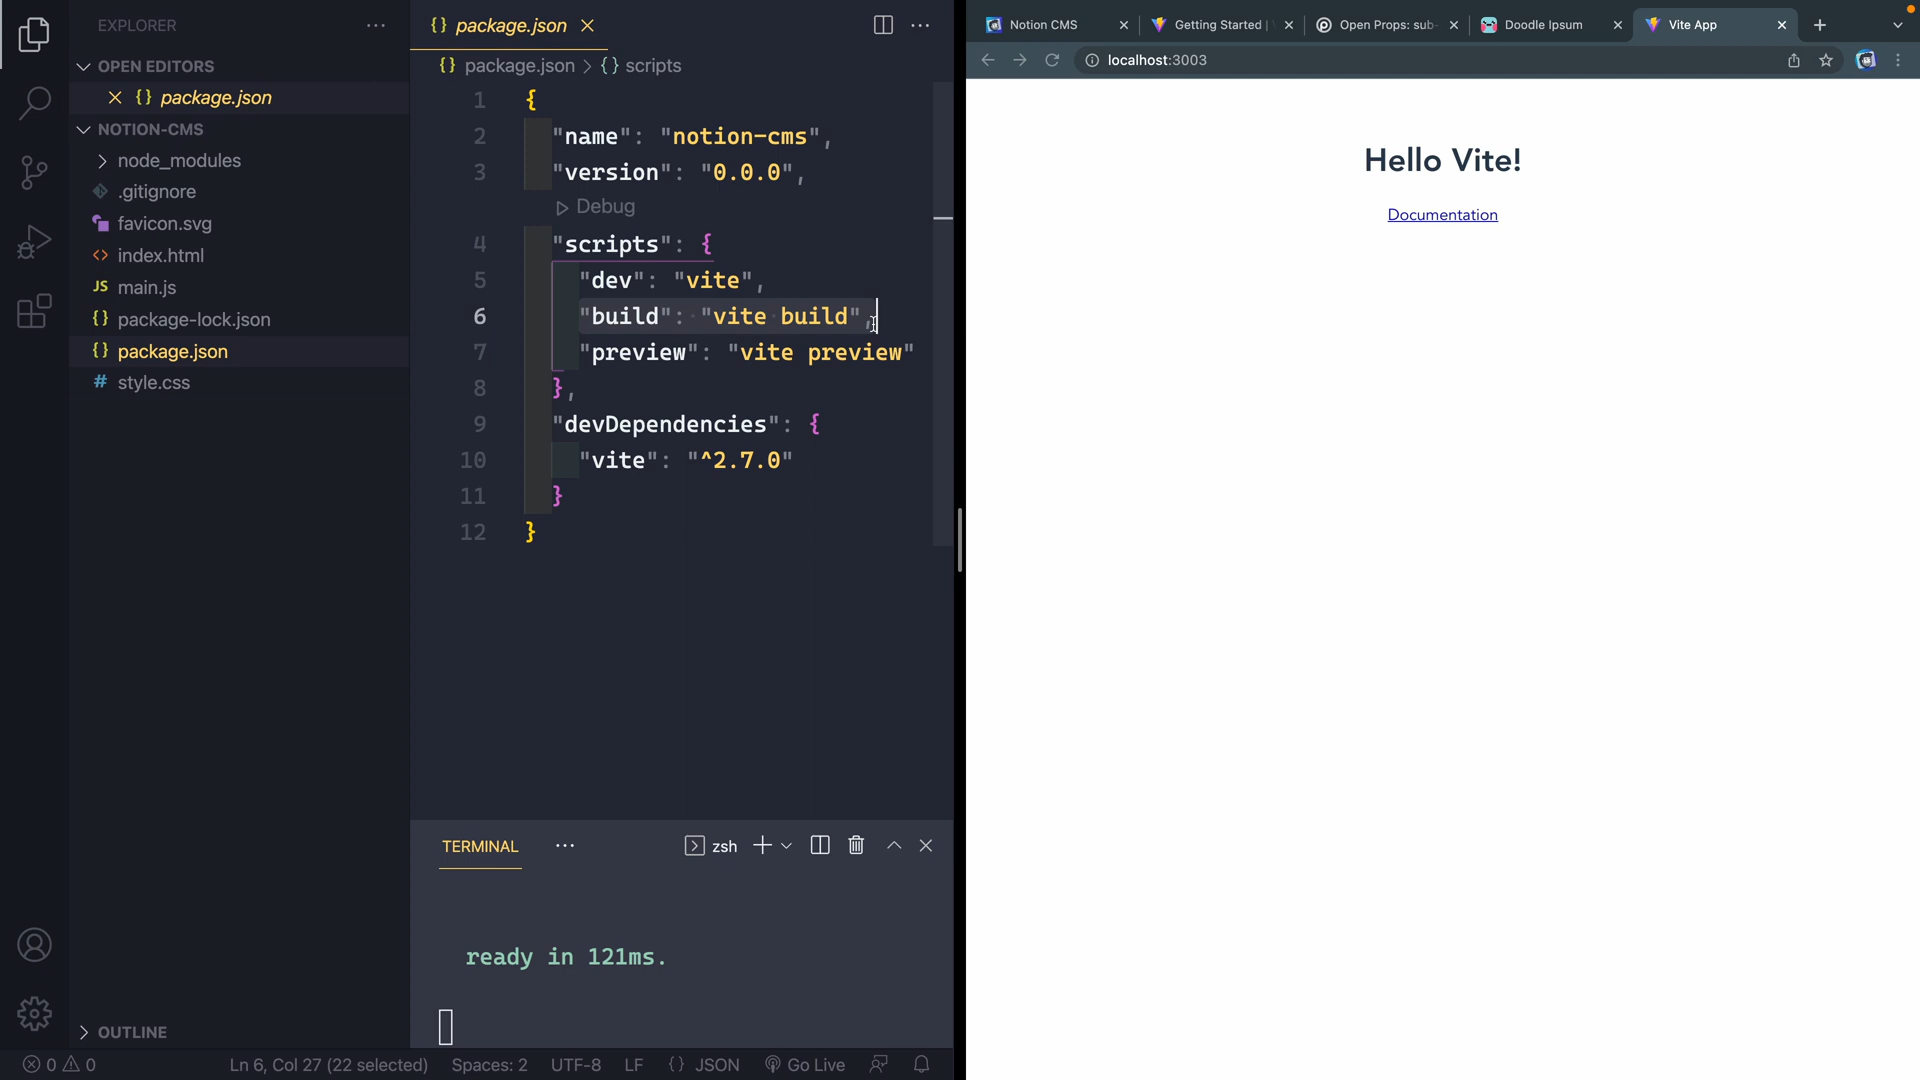 EXPLORER
OPEN EDITORS
{} package.json
NOTION-CMS
node_modules
.gitignore
favicon.svg
<> index.html
JS main.js
{} package-lock.json
{} package.json
# style.css
OUTLINE
{} package.json
{} package.json > {} scripts
1 {
2 "name": "notion-cms",
3 "version": "0.0.0",
Debug
4 "scripts": {
5 "dev": "vite",
6 "build": "vite build",
7 "preview": "vite preview"
8 },
9 "devDependencies": {
10 "vite": "^2.7.0"
11 }
12 }
TERMINAL
zsh
ready in 121ms.
0 0 Ln 6, Col 27 (22 selected) Spaces: 2 UTF-8 LF {} JSON Go Live
Notion CMS
Getting Started |
Open Props: sub-
Doodle Ipsum
Vite App
localhost:3003
Hello Vite!
Documentation